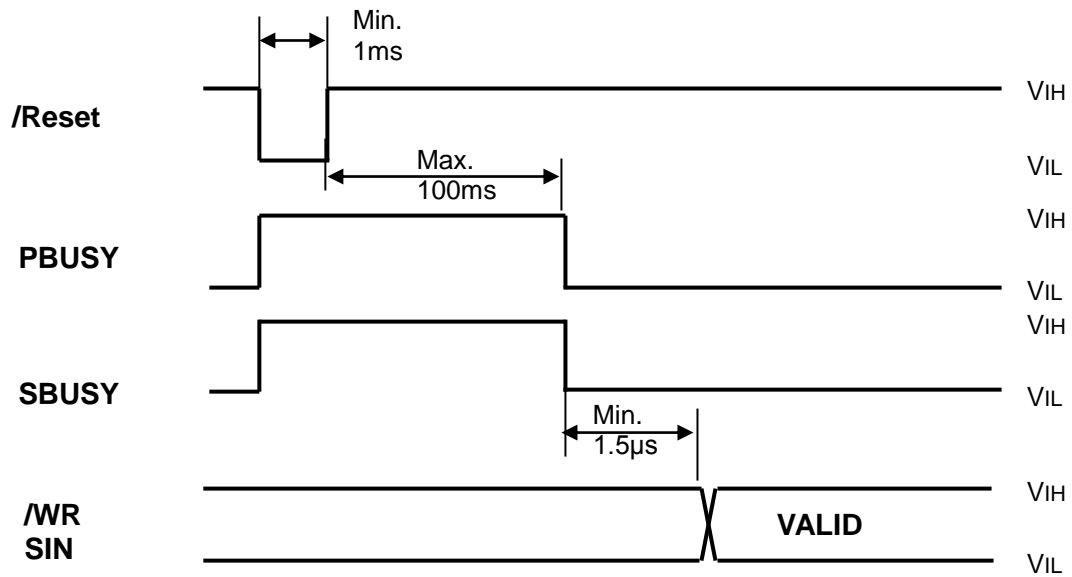 Min.
1ms
/Reset
VIH
VIL
Max.
100ms
PBUSY
VIH
VIL
SBUSY
VIH
VIL
Min.
1.5µs
/WR
SIN
VALID
VIH
VIL